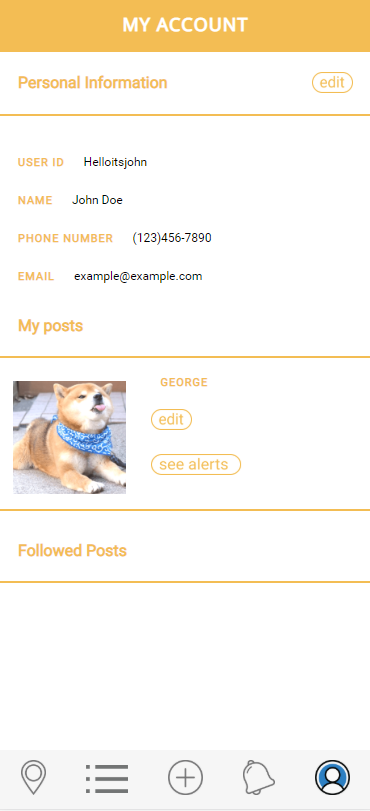 MY ACCOUNT
Personal Information edit
USER ID Helloitsjohn
NAME John Doe
PHONE NUMBER (123)456-7890
EMAIL example@example.com
My posts
GEORGE
edit
see alerts
Followed Posts